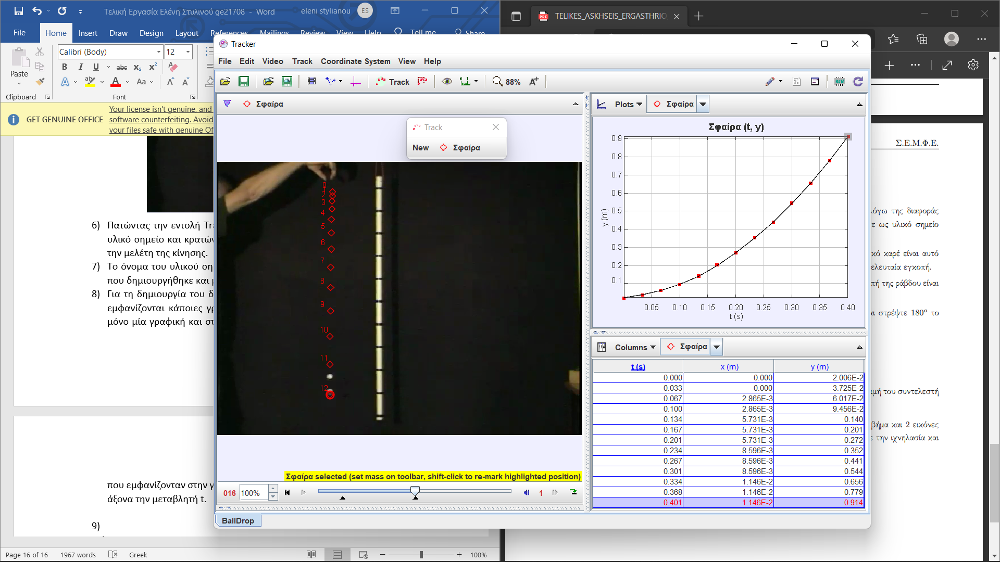 Τελική Εργασία Ελένη Στυλινού ge21708 - Word
eleni stylianou
ES
File
Home
Insert
Draw
Design
Layout
References
Mailings
Review
View
Help
Tell me
Share
Calibri (Body)
12
Paste
B I U abc x₂ x²
A
A
Aa
A A
Clipboard
Font
GET GENUINE OFFICE
Your license isn't genuine, and
software counterfeiting. Avoid
your files safe with genuine Of
6) Πατώντας την εντολή Tra
υλικό σημείο και κρατών
την μελέτη της κίνησης.
7) Το όνομα του υλικού ση
που δημιουργήθηκε και
8) Για τη δημιουργία του δ
εμφανίζονται κάποιες γρ
μόνο μία γραφική και στ
που εμφανίζονταν στην γ
άξονα την μεταβλητή t.
9)
Page 16 of 16
1967 words
Greek
100%
Tracker
File Edit Video Track Coordinate System View Help
Track
88%
A+
Σφαίρα
Track
New
Σφαίρα
0
1
2
3
4
5
6
7
8
9
10
11
12
Σφαίρα selected (set mass on toolbar, shift-click to re-mark highlighted position)
016
100%
1
BallDrop
Plots
Σφαίρα
Σφαίρα (t, y)
0.9
0.8
0.7
0.6
0.5
0.4
0.3
0.2
0.1
y (m)
0.05 0.10 0.15 0.20 0.25 0.30 0.35 0.40
t (s)
Columns
Σφαίρα
t (s) x (m) y (m)
0.000 0.000 2.006E-2
0.033 0.000 3.725E-2
0.067 2.865E-3 6.017E-2
0.100 2.865E-3 9.456E-2
0.134 5.731E-3 0.140
0.167 5.731E-3 0.201
0.201 5.731E-3 0.272
0.234 8.596E-3 0.352
0.267 8.596E-3 0.441
0.301 8.596E-3 0.544
0.334 1.146E-2 0.656
0.368 1.146E-2 0.779
0.401 1.146E-2 0.914
PDF
TELIKES_ASKHSEIS_ERGASTHRIO
Σ.Ε.Μ.Φ.Ε.
λόγω της διαφοράς
ε ως υλικό σημείο
κό καρέ είναι αυτό
ελευταία εγκοπή.
πή της ράβδου είναι
αι στρέψτε 180º το
ιμή του συντελεστή
βήμα και 2 εικόνες
ε την ιχνηλασία και